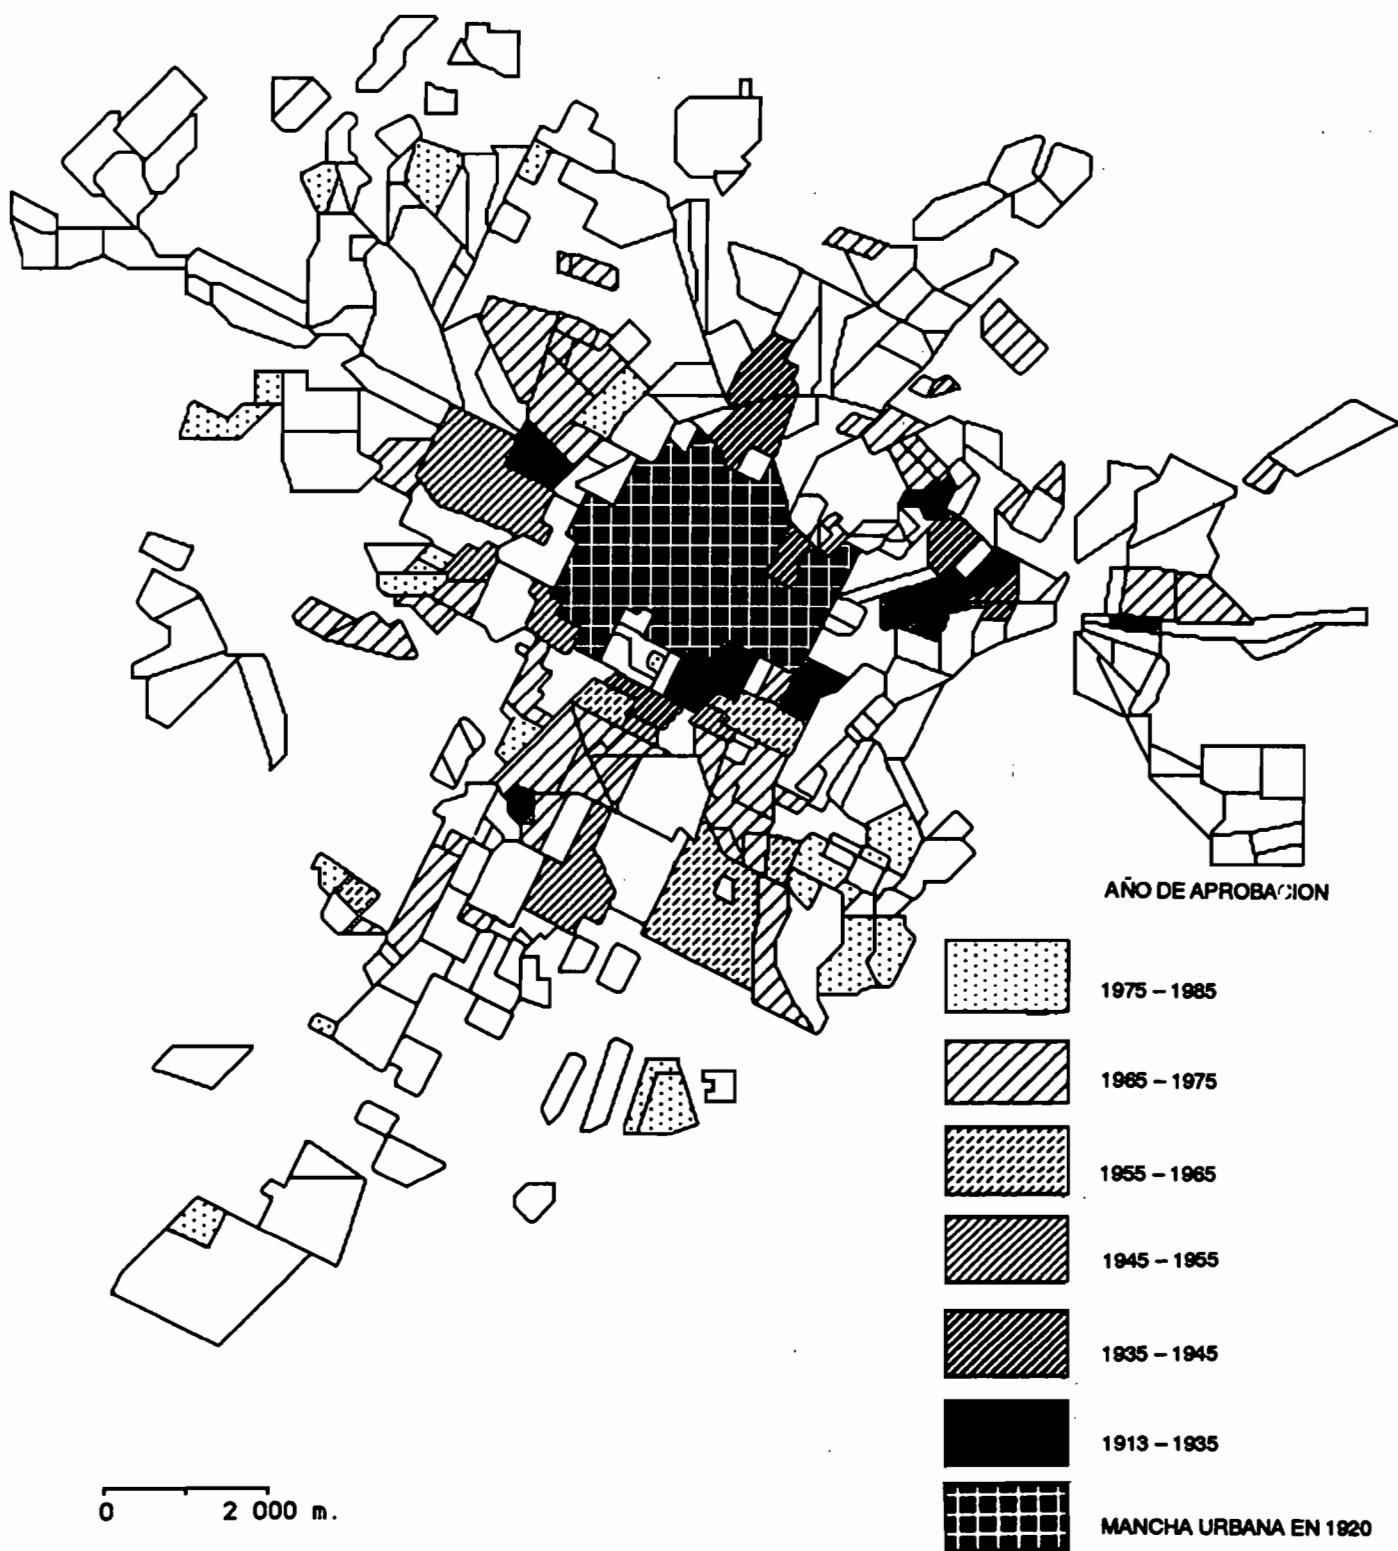 AÑO DE APROBACION
1975 – 1985
1965 – 1975
1955 – 1965
1945 – 1955
1935 – 1945
1913 – 1935
MANCHA URBANA EN 1920
0 2 000 m.